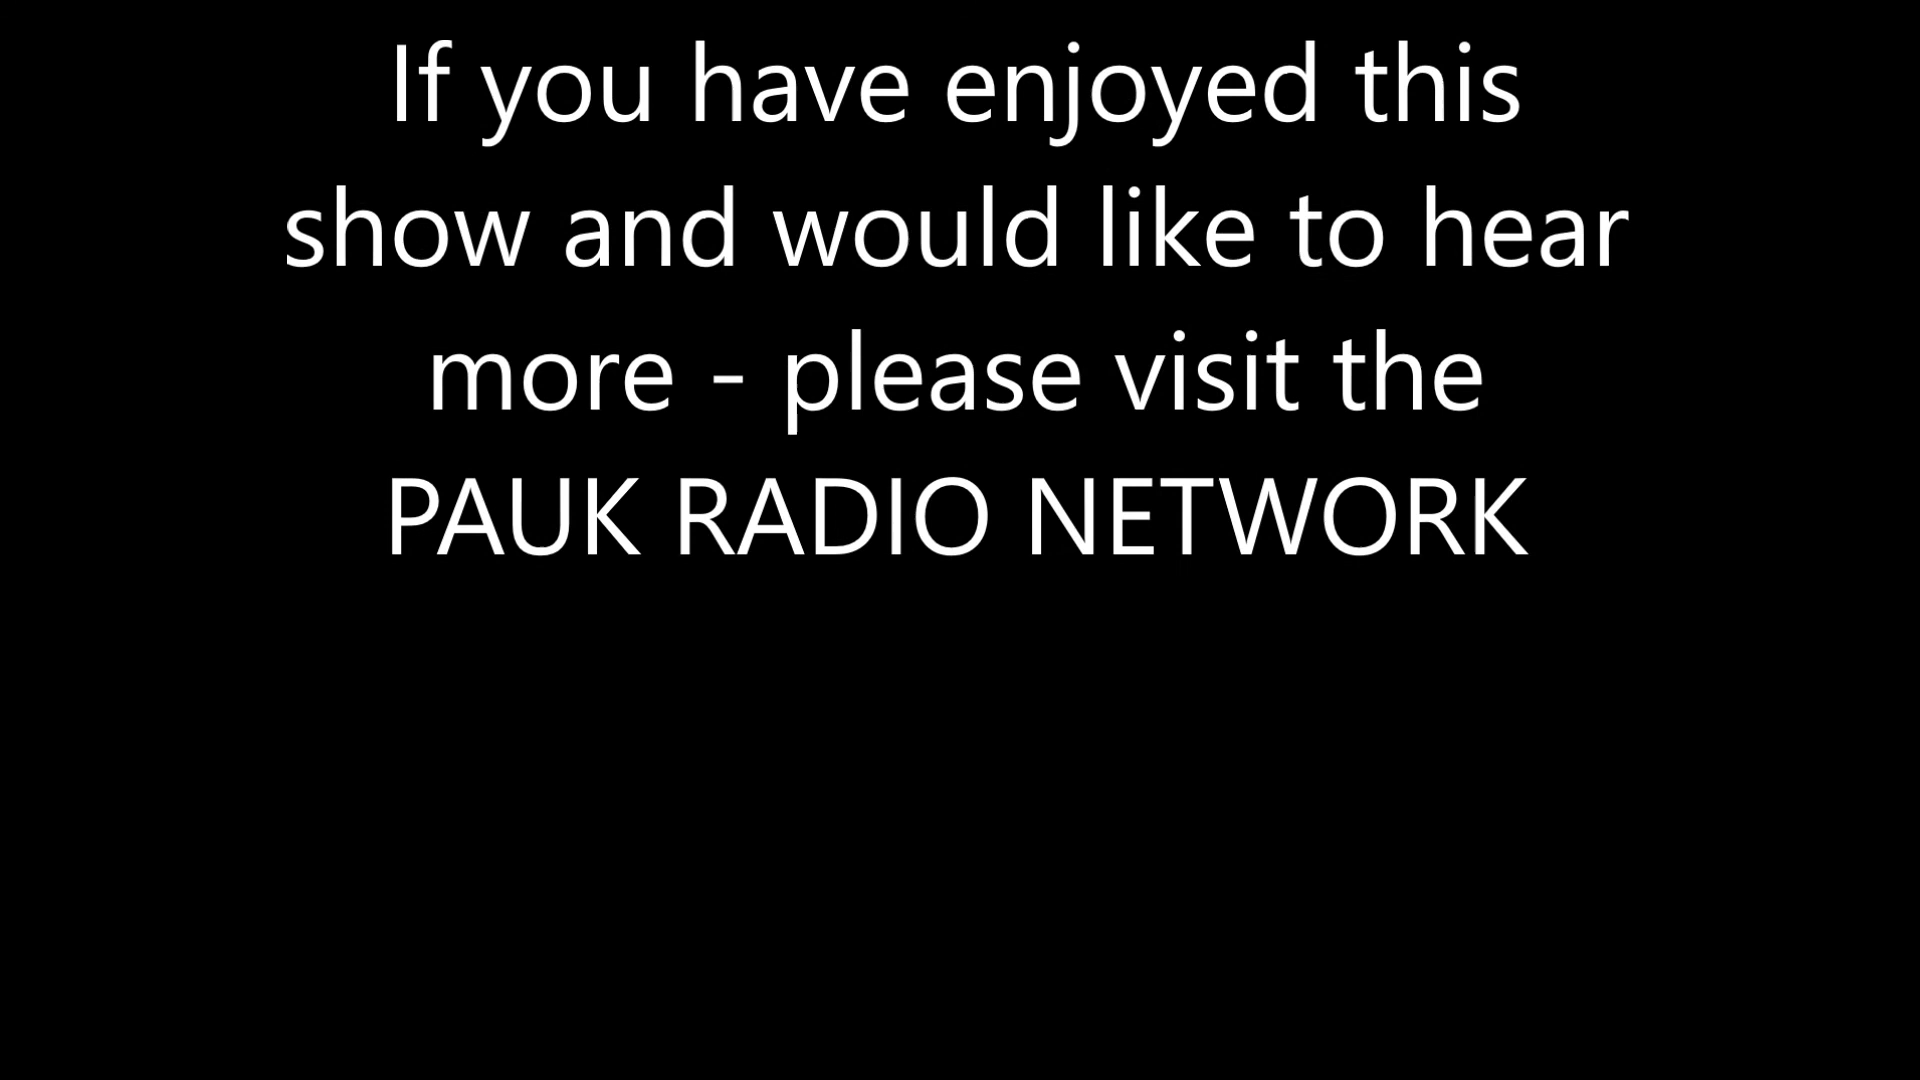 If you have enjoyed this
show and would like to hear
more - please visit the
PAUK RADIO NETWORK